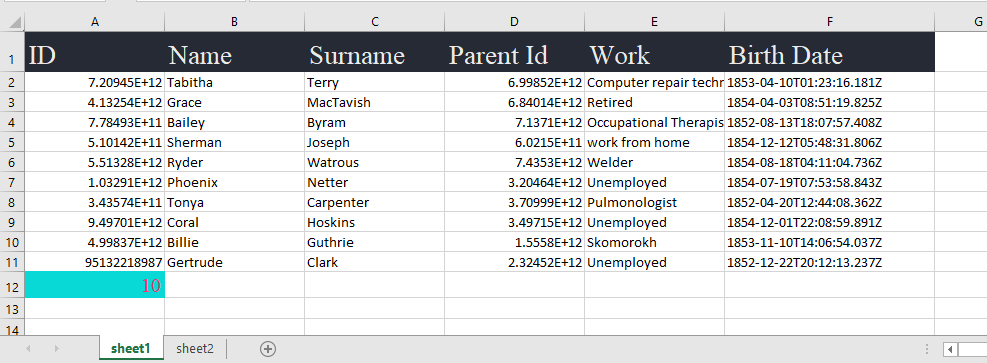 A B C D E F G
1 ID Name Surname Parent Id Work Birth Date
2 7.20945E+12 Tabitha Terry 6.99852E+12 Computer repair techr 1853-04-10T01:23:16.181Z
3 4.13254E+12 Grace MacTavish 6.84014E+12 Retired 1854-04-03T08:51:19.825Z
4 7.78493E+11 Bailey Byram 7.1371E+12 Occupational Therapis 1852-08-13T18:07:57.408Z
5 5.10142E+11 Sherman Joseph 6.0215E+11 work from home 1854-12-12T05:48:31.806Z
6 5.51328E+12 Ryder Watrous 7.4353E+12 Welder 1854-08-18T04:11:04.736Z
7 1.03291E+12 Phoenix Netter 3.20464E+12 Unemployed 1854-07-19T07:53:58.843Z
8 3.43574E+11 Tonya Carpenter 3.70999E+12 Pulmonologist 1852-04-20T12:44:08.362Z
9 9.49701E+12 Coral Hoskins 3.49715E+12 Unemployed 1854-12-01T22:08:59.891Z
10 4.99837E+12 Billie Guthrie 1.5558E+12 Skomorokh 1853-11-10T14:06:54.037Z
11 95132218987 Gertrude Clark 2.32452E+12 Unemployed 1852-12-22T20:12:13.237Z
12 10
13
14
sheet1 sheet2